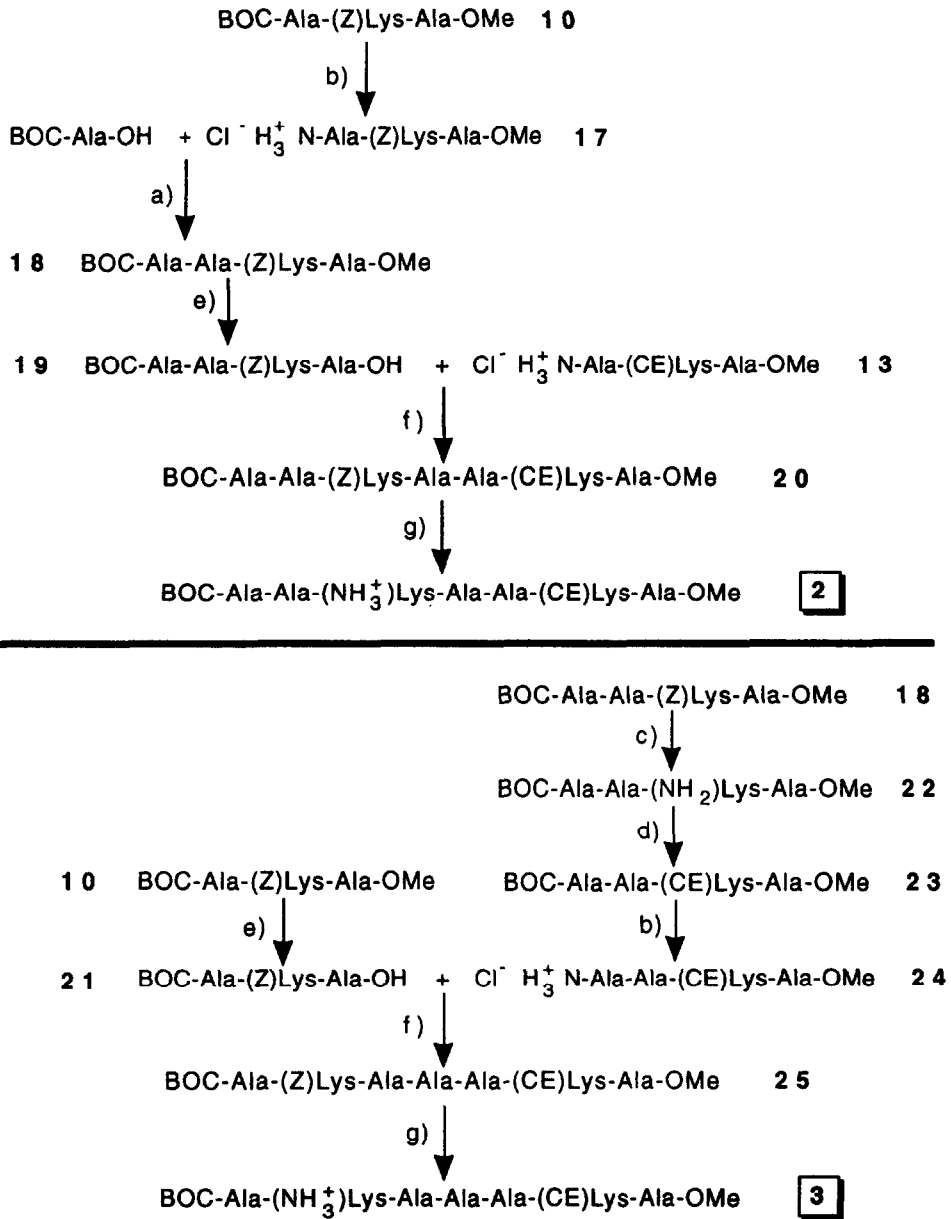 BOC-Ala-(Z)Lys-Ala-OMe 10
b)
BOC-Ala-OH + Cl⁻ H₃⁺ N-Ala-(Z)Lys-Ala-OMe 17
a)
18 BOC-Ala-Ala-(Z)Lys-Ala-OMe
e)
19 BOC-Ala-Ala-(Z)Lys-Ala-OH + Cl⁻ H₃⁺ N-Ala-(CE)Lys-Ala-OMe 13
f)
BOC-Ala-Ala-(Z)Lys-Ala-Ala-(CE)Lys-Ala-OMe 20
g)
BOC-Ala-Ala-(NH₃⁺)Lys-Ala-Ala-(CE)Lys-Ala-OMe 2
BOC-Ala-Ala-(Z)Lys-Ala-OMe 18
c)
BOC-Ala-Ala-(NH₂)Lys-Ala-OMe 22
d)
10 BOC-Ala-(Z)Lys-Ala-OMe BOC-Ala-Ala-(CE)Lys-Ala-OMe 23
e) b)
21 BOC-Ala-(Z)Lys-Ala-OH + Cl⁻ H₃⁺ N-Ala-Ala-(CE)Lys-Ala-OMe 24
f)
BOC-Ala-(Z)Lys-Ala-Ala-Ala-(CE)Lys-Ala-OMe 25
g)
BOC-Ala-(NH₃⁺)Lys-Ala-Ala-Ala-(CE)Lys-Ala-OMe 3